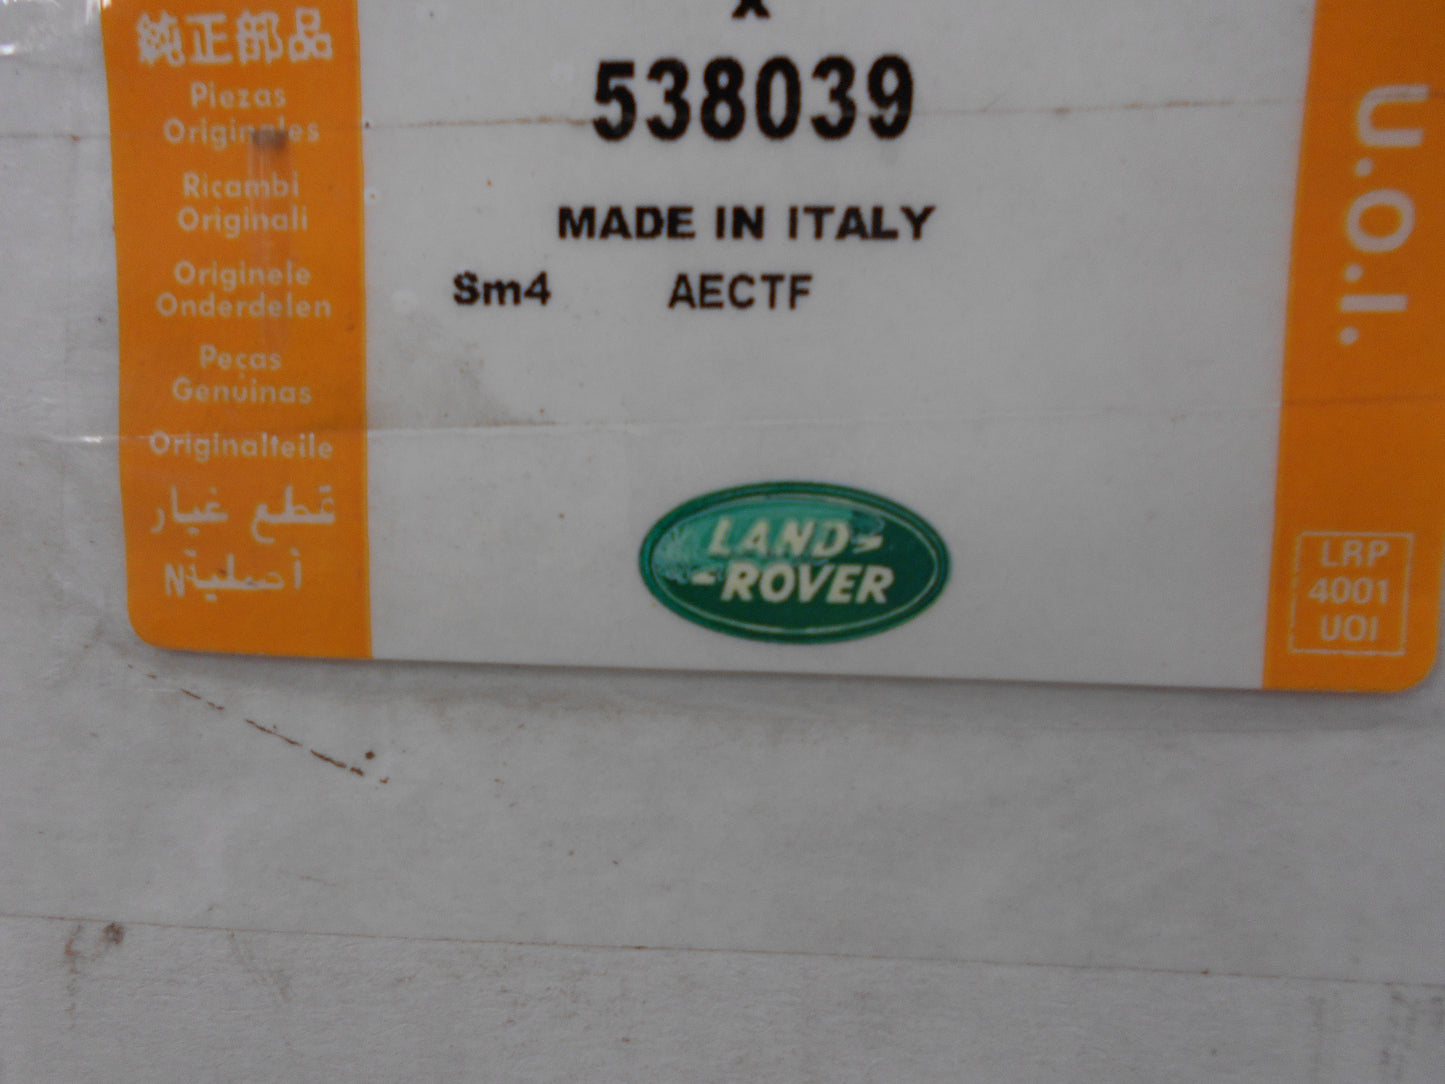 純正部品
Piezas
Originales
Ricambi
Originali
Originele
Onderdelen
Peças
Genuinas
Originalteile
قطع غيار
أصلية
N
x
538039
MADE IN ITALY
Sm4 AECTF
LAND-
-ROVER
U.O.I.
LRP
4001
UOI